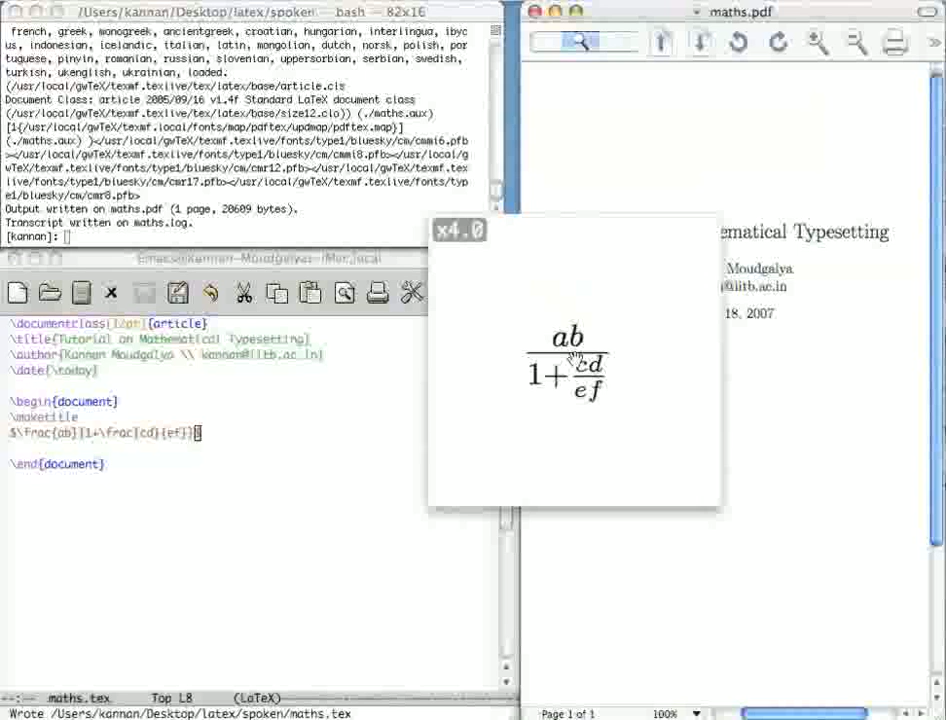 /Users/kannan/Desktop/latex/spoken — bash — 82x16
french, greek, monogreek, ancientgreek, croatian, hungarian, interlingua, ibyc
us, indonesian, icelandic, italian, latin, mongolian, dutch, norsk, polish, por
tuguese, pinyin, romanian, russian, slovenian, uppersorbian, serbian, swedish,
turkish, ukenglish, ukrainian, loaded.
(/usr/local/gwTeX/texmf.texlive/tex/latex/base/article.cls
Document Class: article 2005/09/16 v1.4f Standard LaTeX document class
(/usr/local/gwTeX/texmf.texlive/tex/latex/base/size12.clo)) (./maths.aux)
[1{/usr/local/gwTeX/texmf.local/fonts/map/pdftex/updmap/pdftex.map}]
(./maths.aux) )</usr/local/gwTeX/texmf.texlive/fonts/type1/bluesky/cm/cmmi6.pfb
></usr/local/gwTeX/texmf.texlive/fonts/type1/bluesky/cm/cmmi8.pfb></usr/local/g
wTeX/texmf.texlive/fonts/type1/bluesky/cm/cmr12.pfb></usr/local/gwTeX/texmf.tex
live/fonts/type1/bluesky/cm/cmr17.pfb></usr/local/gwTeX/texmf.texlive/fonts/typ
e1/bluesky/cm/cmr8.pfb>
Output written on maths.pdf (1 page, 20609 bytes).
Transcript written on maths.log.
[kannan]:
Emacs@Kannan-Moudgalya-iMac.local
\documentclass[12pt]{article}
\title{Tutorial on Mathematical Typesetting}
\author{Kannan Moudgalya \\ kannan@iitb.ac.in}
\date{\today}
\begin{document}
\maketitle
$\frac{ab}{1+\frac{cd}{ef}}$
\end{document}
--:-- maths.tex Top L8 (LaTeX)
Wrote /Users/kannan/Desktop/latex/spoken/maths.tex
maths.pdf
x4.0
ab
1+cd
ef
ematical Typesetting
Moudgalya
@iitb.ac.in
18, 2007
Page 1 of 1 100%